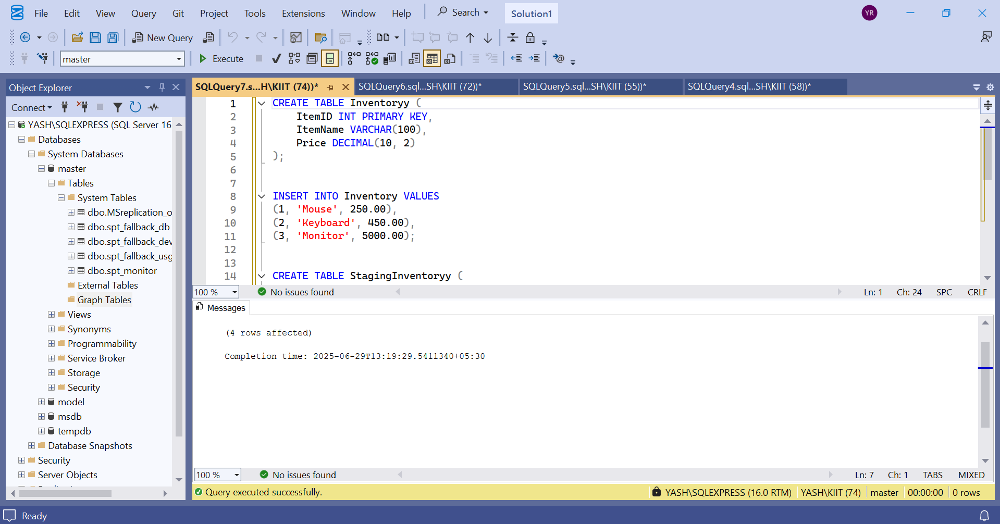 File Edit View Query Git Project Tools Extensions Window Help Search Solution1 YR
New Query
master Execute
Object Explorer
Connect
YASH\SQLEXPRESS (SQL Server 16
Databases
System Databases
master
Tables
System Tables
dbo.MSreplication_o
dbo.spt_fallback_db
dbo.spt_fallback_dev
dbo.spt_fallback_usg
dbo.spt_monitor
External Tables
Graph Tables
Views
Synonyms
Programmability
Service Broker
Storage
Security
model
msdb
tempdb
Database Snapshots
Security
Server Objects
SQLQuery7.s...H\KIIT (74))* SQLQuery6.sql...SH\KIIT (72))* SQLQuery5.sql...SH\KIIT (55))* SQLQuery4.sql...SH\KIIT (58))*
1 CREATE TABLE Inventoryy (
2 ItemID INT PRIMARY KEY,
3 ItemName VARCHAR(100),
4 Price DECIMAL(10, 2)
5 );
6
7
8 INSERT INTO Inventory VALUES
9 (1, 'Mouse', 250.00),
10 (2, 'Keyboard', 450.00),
11 (3, 'Monitor', 5000.00);
12
13
14 CREATE TABLE StagingInventoryy (
100 % No issues found Ln: 1 Ch: 24 SPC CRLF
Messages
(4 rows affected)
Completion time: 2025-06-29T13:19:29.5411340+05:30
100 % No issues found Ln: 7 Ch: 1 TABS MIXED
Query executed successfully. YASH\SQLEXPRESS (16.0 RTM) YASH\KIIT (74) master 00:00:00 0 rows
Ready